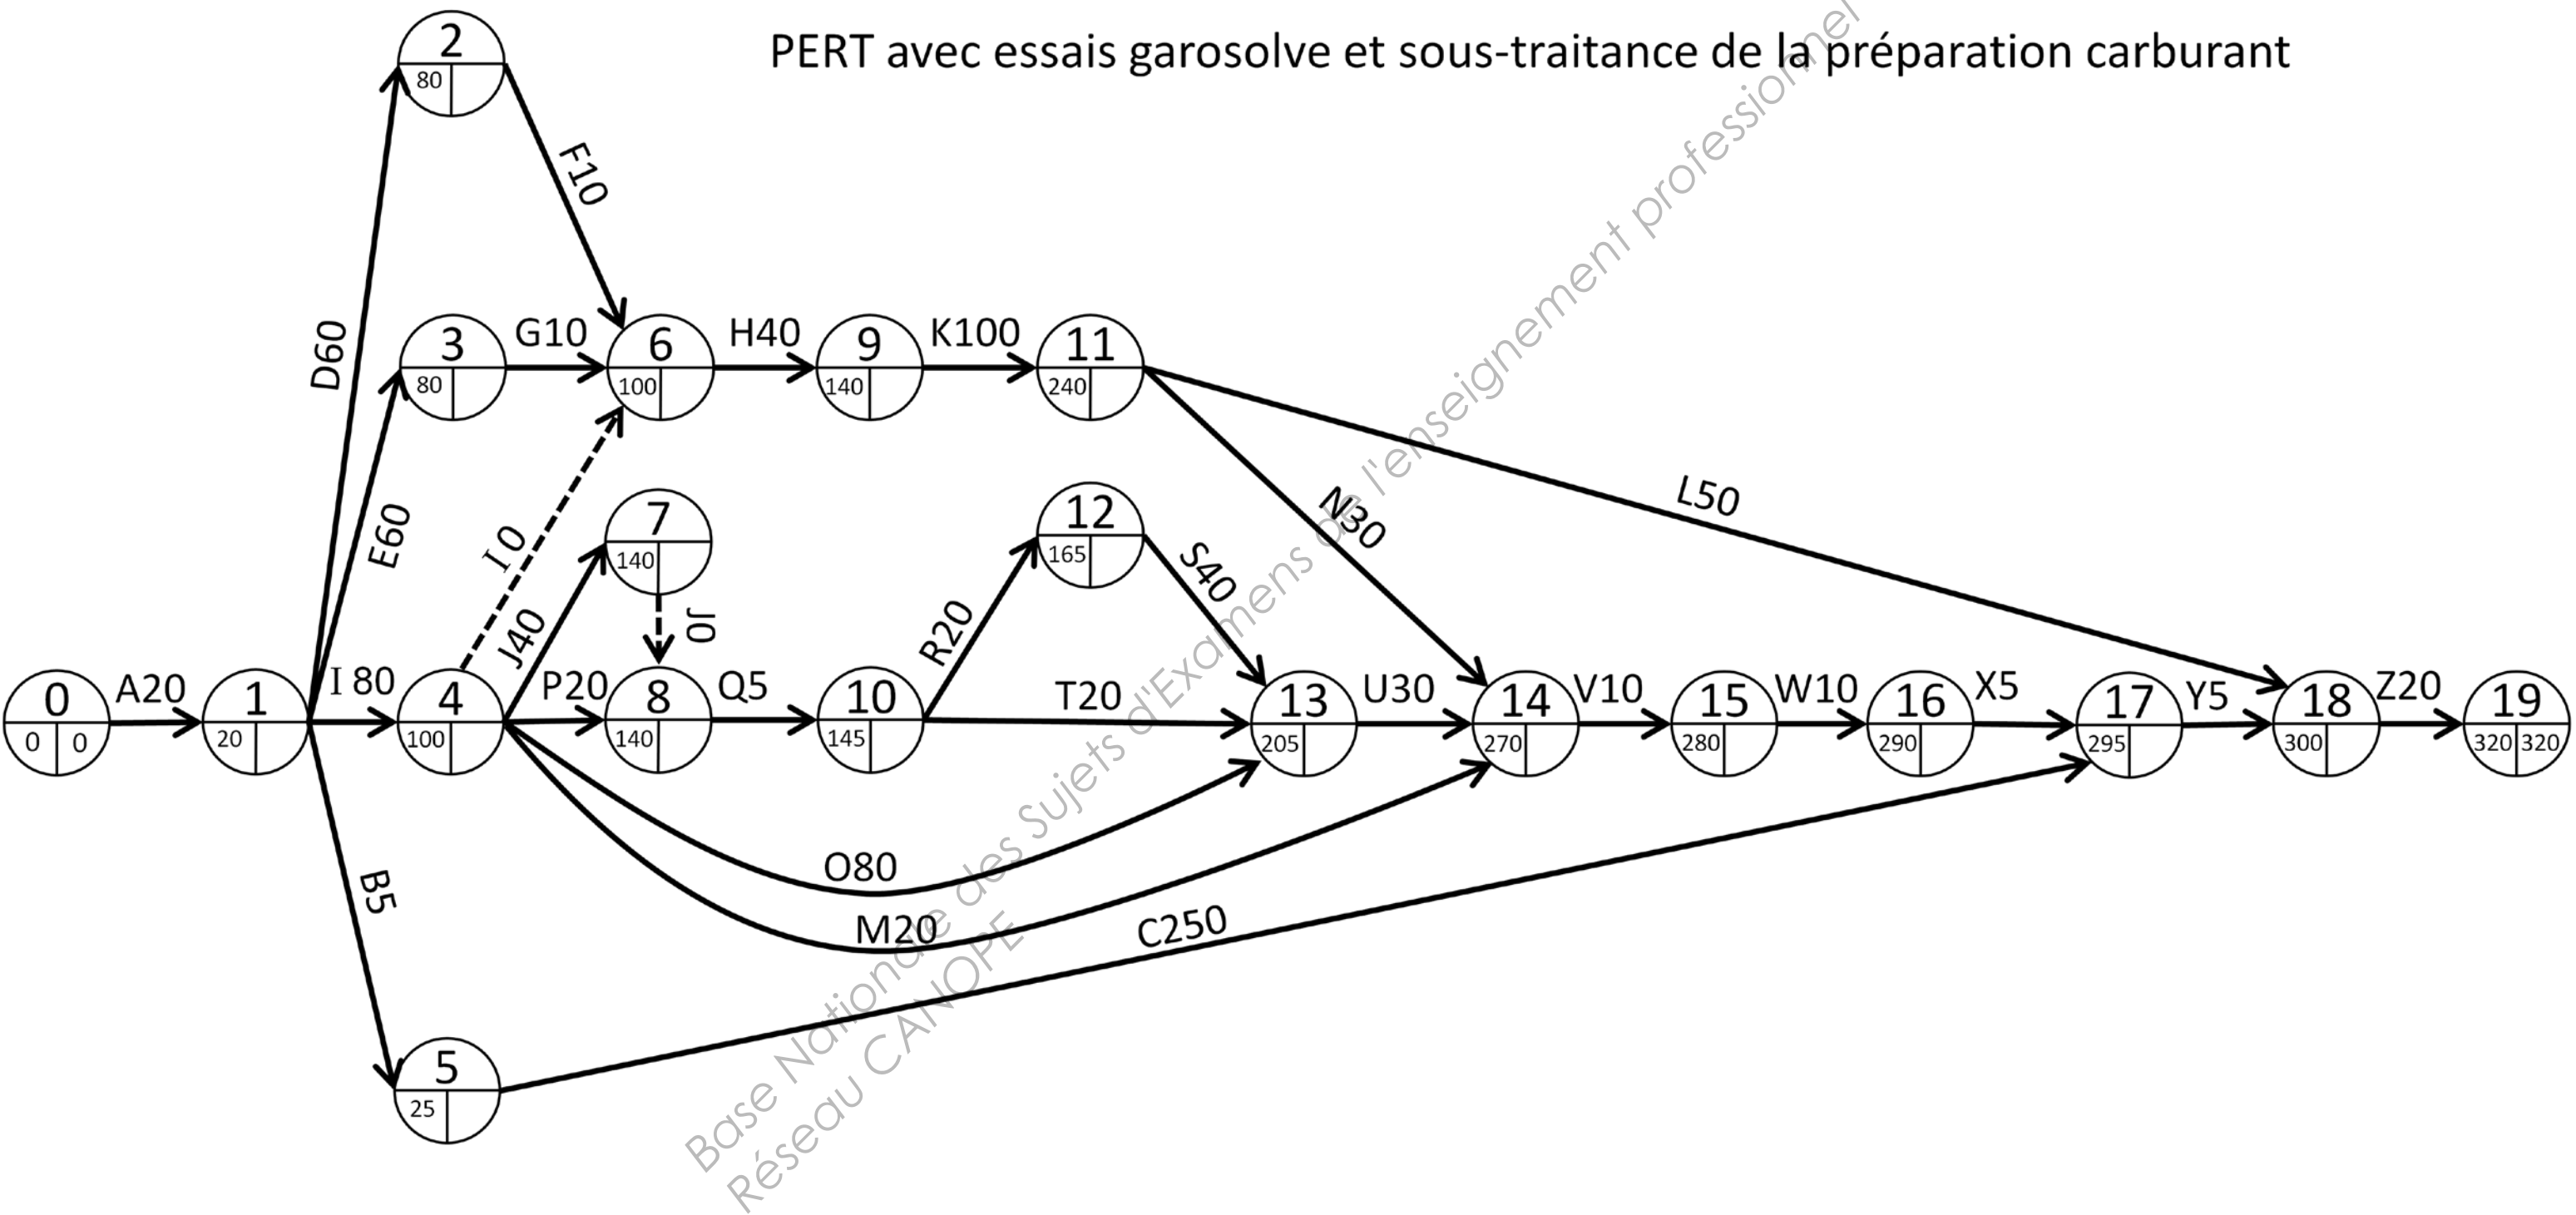 PERT avec essais garosolve et sous-traitance de la préparation carburant
2
80
F10
D60
3
80
G10
6
100
H40
9
140
K100
11
240
E60
I 0
7
140
J40
J0
12
165
R20
S40
N30
L50
0
0 0
A20
1
20
I 80
4
100
P20
8
140
Q5
10
145
T20
13
205
U30
14
270
V10
15
280
W10
16
290
X5
17
295
Y5
18
300
Z20
19
320 320
O80
M20
B5
C250
5
25
Base Nationale des Sujets d'Examens de l'enseignement professionnel
Réseau CANOPE